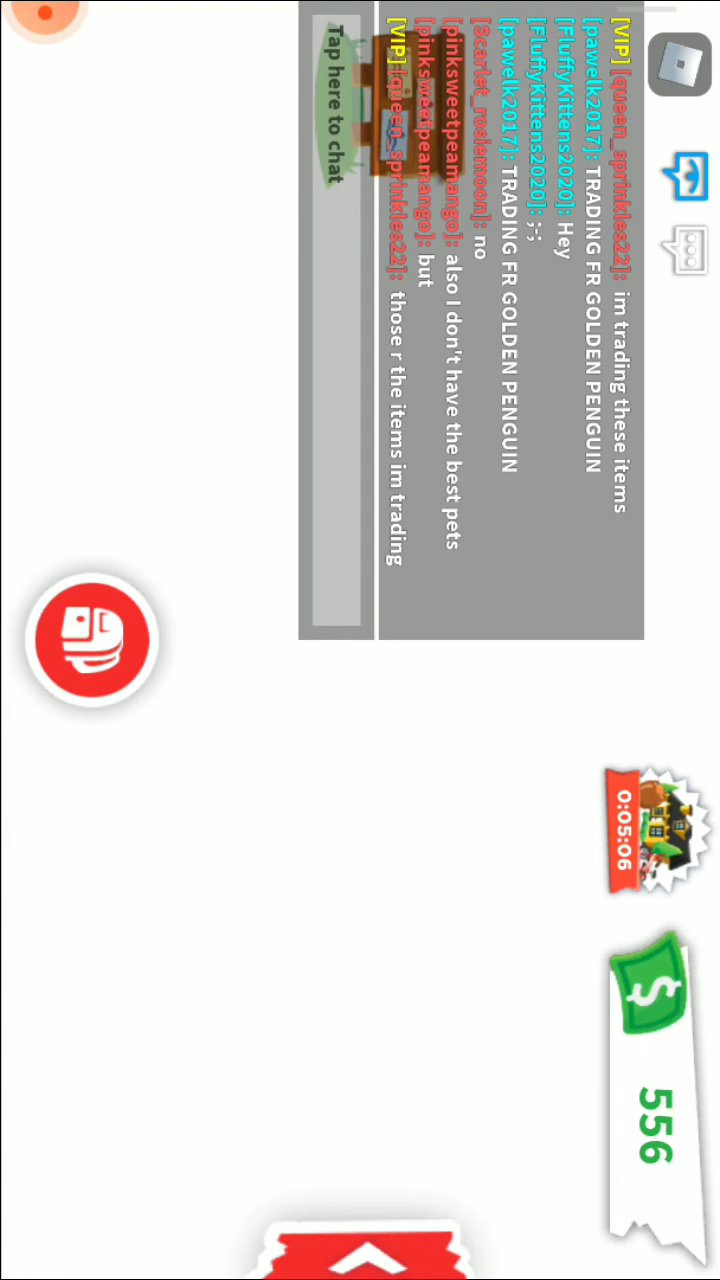 [VIP] [queen_sprinkles22]: im trading these items
[pawelk2017]: TRADING FR GOLDEN PENGUIN
[FluffyKittens2020]: Hey
[FluffyKittens2020]: ;-;
[pawelk2017]: TRADING FR GOLDEN PENGUIN
[Scarlet_rosiemoon]: no
[pinksweetpeamango]: also I don't have the best pets
[pinksweetpeamango]: but
[VIP] [queen_sprinkles22]: those r the items im trading
Tap here to chat
0:05:06
$ 556